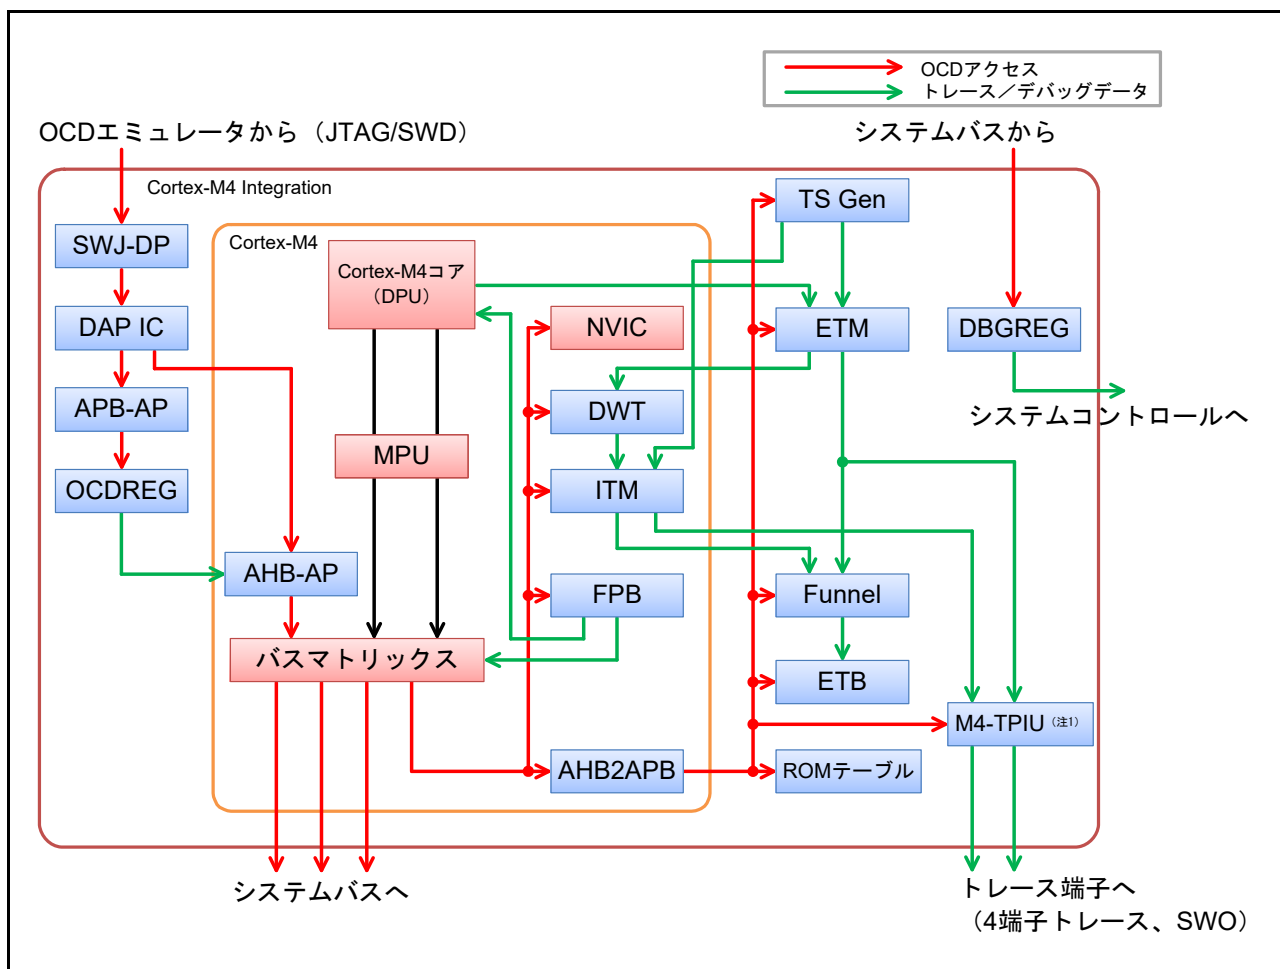 OCDアクセス
トレース／デバッグデータ
OCDエミュレータから（JTAG/SWD）
システムバスから
Cortex-M4 Integration
TS Gen
SWJ-DP
Cortex-M4
Cortex-M4コア
（DPU）
DAP IC
NVIC
ETM
DBGREG
APB-AP
DWT
システムコントロールへ
MPU
OCDREG
ITM
AHB-AP
FPB
Funnel
バスマトリックス
ETB
M4-TPIU（注1）
AHB2APB
ROMテーブル
システムバスへ
トレース端子へ
（4端子トレース、SWO）